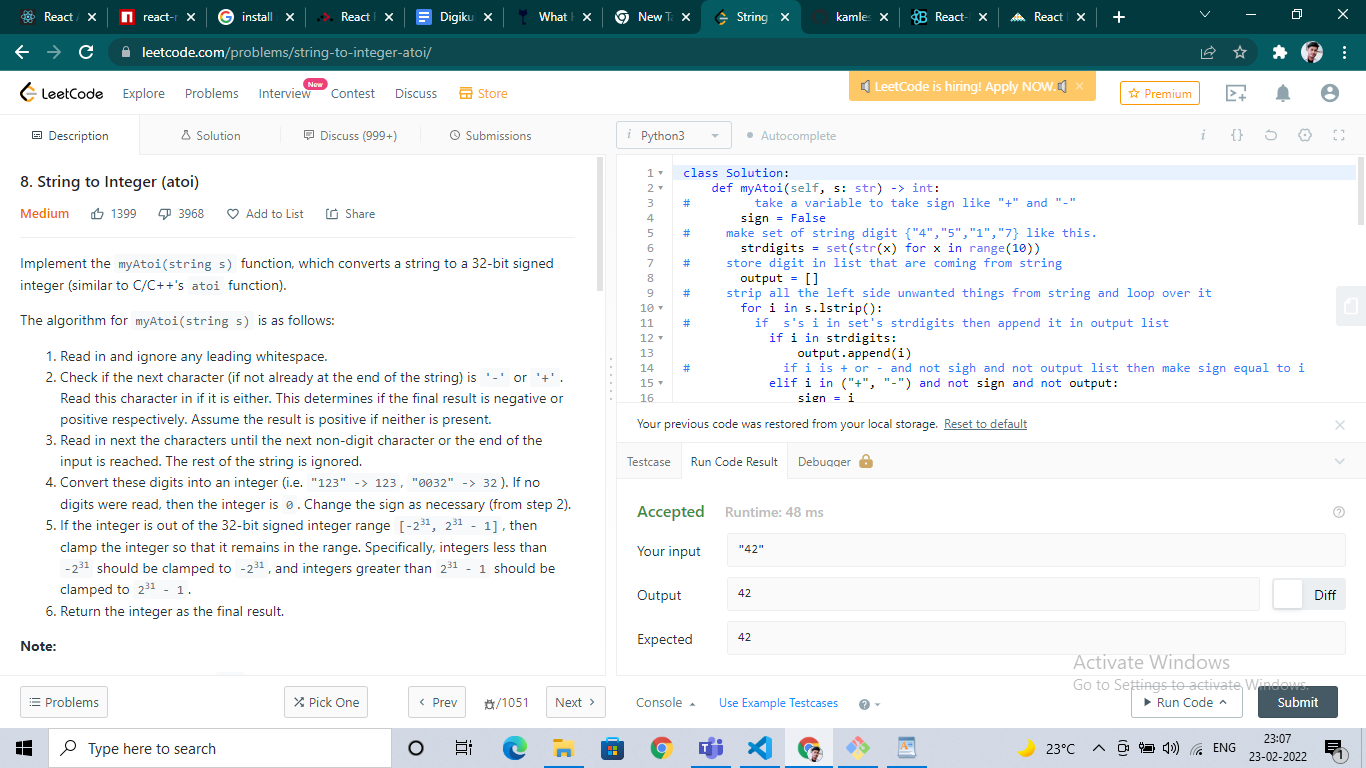 React A
react-r
install
React I
Digiku
What I
New Ta
String
kamles
React-
React I
leetcode.com/problems/string-to-integer-atoi/
LeetCode
Explore
Problems
Interview
New
Contest
Discuss
Store
LeetCode is hiring! Apply NOW.
Premium
Description
Solution
Discuss (999+)
Submissions
i Python3
Autocomplete
8. String to Integer (atoi)
Medium
1399
3968
Add to List
Share
Implement the myAtoi(string s) function, which converts a string to a 32-bit signed
integer (similar to C/C++'s atoi function).
The algorithm for myAtoi(string s) is as follows:
1. Read in and ignore any leading whitespace.
2. Check if the next character (if not already at the end of the string) is '-' or '+'.
Read this character in if it is either. This determines if the final result is negative or
positive respectively. Assume the result is positive if neither is present.
3. Read in next the characters until the next non-digit character or the end of the
input is reached. The rest of the string is ignored.
4. Convert these digits into an integer (i.e. "123" -> 123, "0032" -> 32). If no
digits were read, then the integer is 0. Change the sign as necessary (from step 2).
5. If the integer is out of the 32-bit signed integer range [-2³¹, 2³¹ - 1], then
clamp the integer so that it remains in the range. Specifically, integers less than
-2³¹ should be clamped to -2³¹, and integers greater than 2³¹ - 1 should be
clamped to 2³¹ - 1.
6. Return the integer as the final result.
Note:
1 class Solution:
2 def myAtoi(self, s: str) -> int:
3 # take a variable to take sign like "+" and "-"
4 sign = False
5 # make set of string digit {"4","5","1","7} like this.
6 strdigits = set(str(x) for x in range(10))
7 # store digit in list that are coming from string
8 output = []
9 # strip all the left side unwanted things from string and loop over it
10 for i in s.lstrip():
11 # if s's i in set's strdigits then append it in output list
12 if i in strdigits:
13 output.append(i)
14 # if i is + or - and not sigh and not output list then make sign equal to i
15 elif i in ("+", "-") and not sign and not output:
16 sign = i
Your previous code was restored from your local storage. Reset to default
Testcase
Run Code Result
Debugger
Accepted
Runtime: 48 ms
Your input
"42"
Output
42
Diff
Expected
42
Activate Windows
Go to Settings to activate Windows.
Problems
Pick One
Prev
/1051
Next
Console
Use Example Testcases
Run Code
Submit
Type here to search
23°C
ENG
23:07
23-02-2022
1